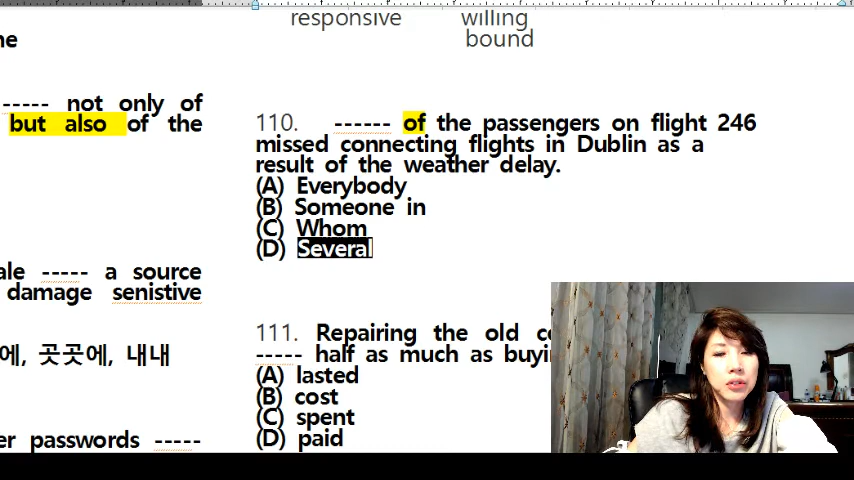 responsive willing
bound
ne
----- not only of
but also of the
110. ------ of the passengers on flight 246
missed connecting flights in Dublin as a
result of the weather delay.
(A) Everybody
(B) Someone in
(C) Whom
(D) Several
ale ----- a source
damage senistive
에, 곳곳에, 내내
er passwords -----
111. Repairing the old
----- half as much as
(A) lasted
(B) cost
(C) spent
(D) paid